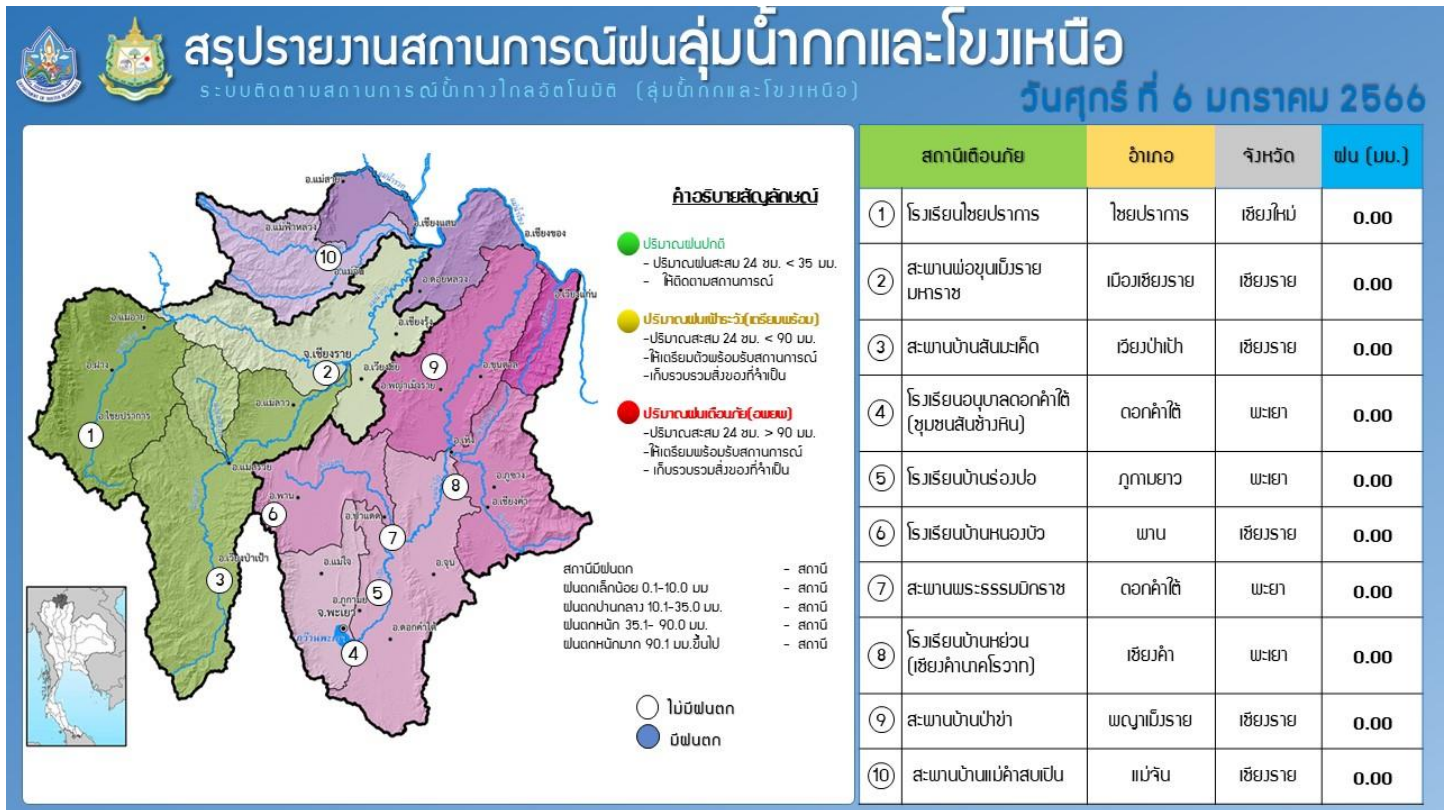 สรุปรายงานสถานการณ์ฝนลุ่มน้ำกกและโขงเหนือ
ระบบติดตามสถานการณ์น้ำทางไกลอัตโนมัติ (ลุ่มน้ำกกและโขงเหนือ)
วันศุกร์ ที่ 6 มกราคม 2566
อ.แม่สาย
อ.เชียงแสน
อ.แม่ฟ้าหลวง
อ.เชียงของ
10
อ.แม่จัน
อ.ดอยหลวง
อ.เวียงแก่น
อ.แม่อาย
อ.เชียงรุ้ง
จ.เชียงราย
2
9
อ.ฝาง
อ.พญาเม็งราย
อ.ขุนตาล
อ.ไชยปราการ
อ.แม่ลาว
1
อ.เทิง
อ.แม่สรวย
8
อ.ภูซาง
อ.พาน
อ.เชียงคำ
6
อ.ป่าแดด
7
อ.เวียงป่าเป้า
อ.แม่ใจ
อ.จุน
3
5
จ.พะเยา
อ.ดอกคำใต้
4
คำอธิบายสัญลักษณ์
ปริมาณฝนปกติ
- ปริมาณฝนสะสม 24 ชม. < 35 มม.
- ให้ติดตามสถานการณ์
ปริมาณฝนเฝ้าระวัง(เตรียมพร้อม)
-ปริมาณสะสม 24 ชม. < 90 มม.
-ให้เตรียมตัวพร้อมรับสถานการณ์
-เก็บรวบรวมสิ่งของที่จำเป็น
ปริมาณฝนเตือนภัย(อพยพ)
-ปริมาณสะสม 24 ชม. > 90 มม.
-ให้เตรียมพร้อมรับสถานการณ์
- เก็บรวบรวมสิ่งของที่จำเป็น
สถานีมีฝนตก - สถานี
ฝนตกเล็กน้อย 0.1-10.0 มม - สถานี
ฝนตกปานกลาง 10.1-35.0 มม. - สถานี
ฝนตกหนัก 35.1- 90.0 มม. - สถานี
ฝนตกหนักมาก 90.1 มม.ขึ้นไป - สถานี
ไม่มีฝนตก
มีฝนตก
สถานีเตือนภัย อำเภอ จังหวัด ฝน (มม.)
1 โรงเรียนไชยปราการ ไชยปราการ เชียงใหม่ 0.00
2 สะพานพ่อขุนเม็งราย
มหาราช เมืองเชียงราย เชียงราย 0.00
3 สะพานบ้านสันมะเค็ด เวียงป่าเป้า เชียงราย 0.00
4 โรงเรียนอนุบาลดอกคำใต้
(ชุมชนสันช้างหิน) ดอกคำใต้ พะเยา 0.00
5 โรงเรียนบ้านร่องปอ ภูกามยาว พะเยา 0.00
6 โรงเรียนบ้านหนองบัว พาน เชียงราย 0.00
7 สะพานพระธรรมมิกราช ดอกคำใต้ พะยา 0.00
8 โรงเรียนบ้านหย่วน
(เชียงคำนาคโรวาท) เชียงคำ พะเยา 0.00
9 สะพานบ้านป่าข่า พญาเม็งราย เชียงราย 0.00
10 สะพานบ้านแม่คำสบเปิน แม่จัน เชียงราย 0.00